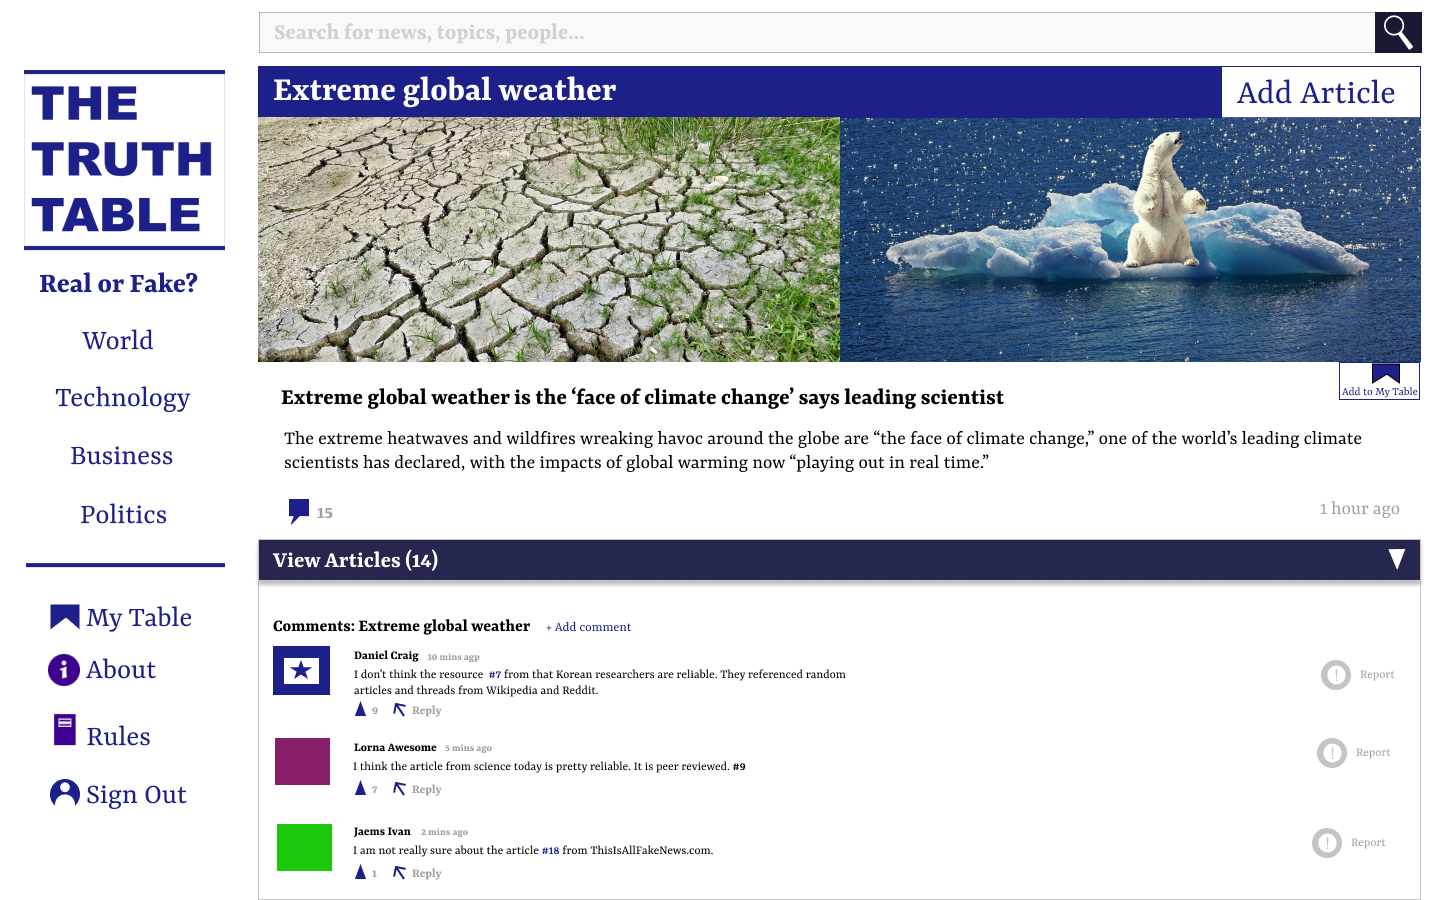 Search for news, topics, people...
THE
TRUTH
TABLE
Real or Fake?
World
Technology
Business
Politics
My Table
About
Rules
Sign Out
Extreme global weather
Add Article
Add to My Table
Extreme global weather is the ‘face of climate change’ says leading scientist
The extreme heatwaves and wildfires wreaking havoc around the globe are “the face of climate change,” one of the world’s leading climate
scientists has declared, with the impacts of global warming now “playing out in real time.”
15
1 hour ago
View Articles (14)
Comments: Extreme global weather + Add comment
Daniel Craig 30 mins agp
I don’t think the resource #7 from that Korean researchers are reliable. They referenced random
articles and threads from Wikipedia and Reddit.
9 Reply
! Report
Lorna Awesome 5 mins ago
I think the article from science today is pretty reliable. It is peer reviewed. #9
7 Reply
! Report
Jaems Ivan 2 mins ago
I am not really sure about the article #18 from ThisIsAllFakeNews.com.
1 Reply
! Report